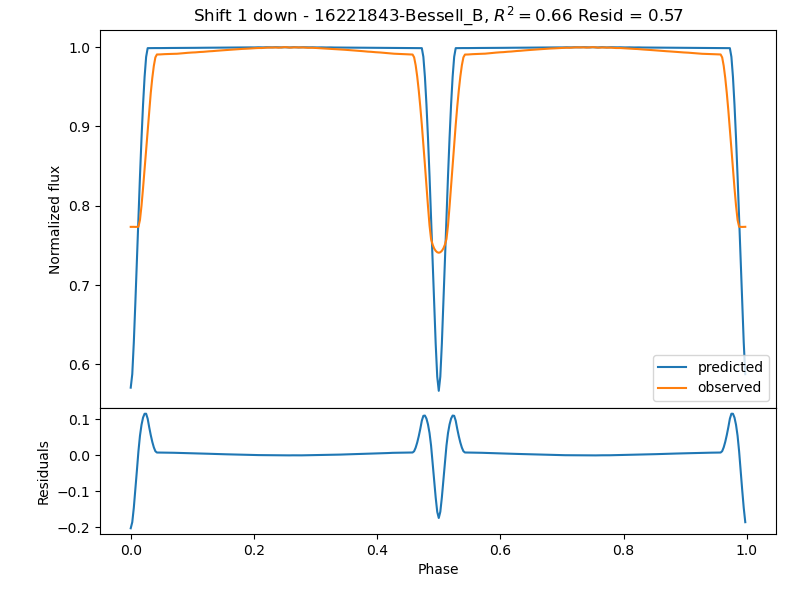 Shift 1 down - 16221843-Bessell_B, $R^2 = 0.66$ Resid = 0.57
1.0
0.9
0.8
0.7
0.6
Normalized flux
predicted
observed
0.1
0.0
−0.1
−0.2
Residuals
0.0 0.2 0.4 0.6 0.8 1.0
Phase